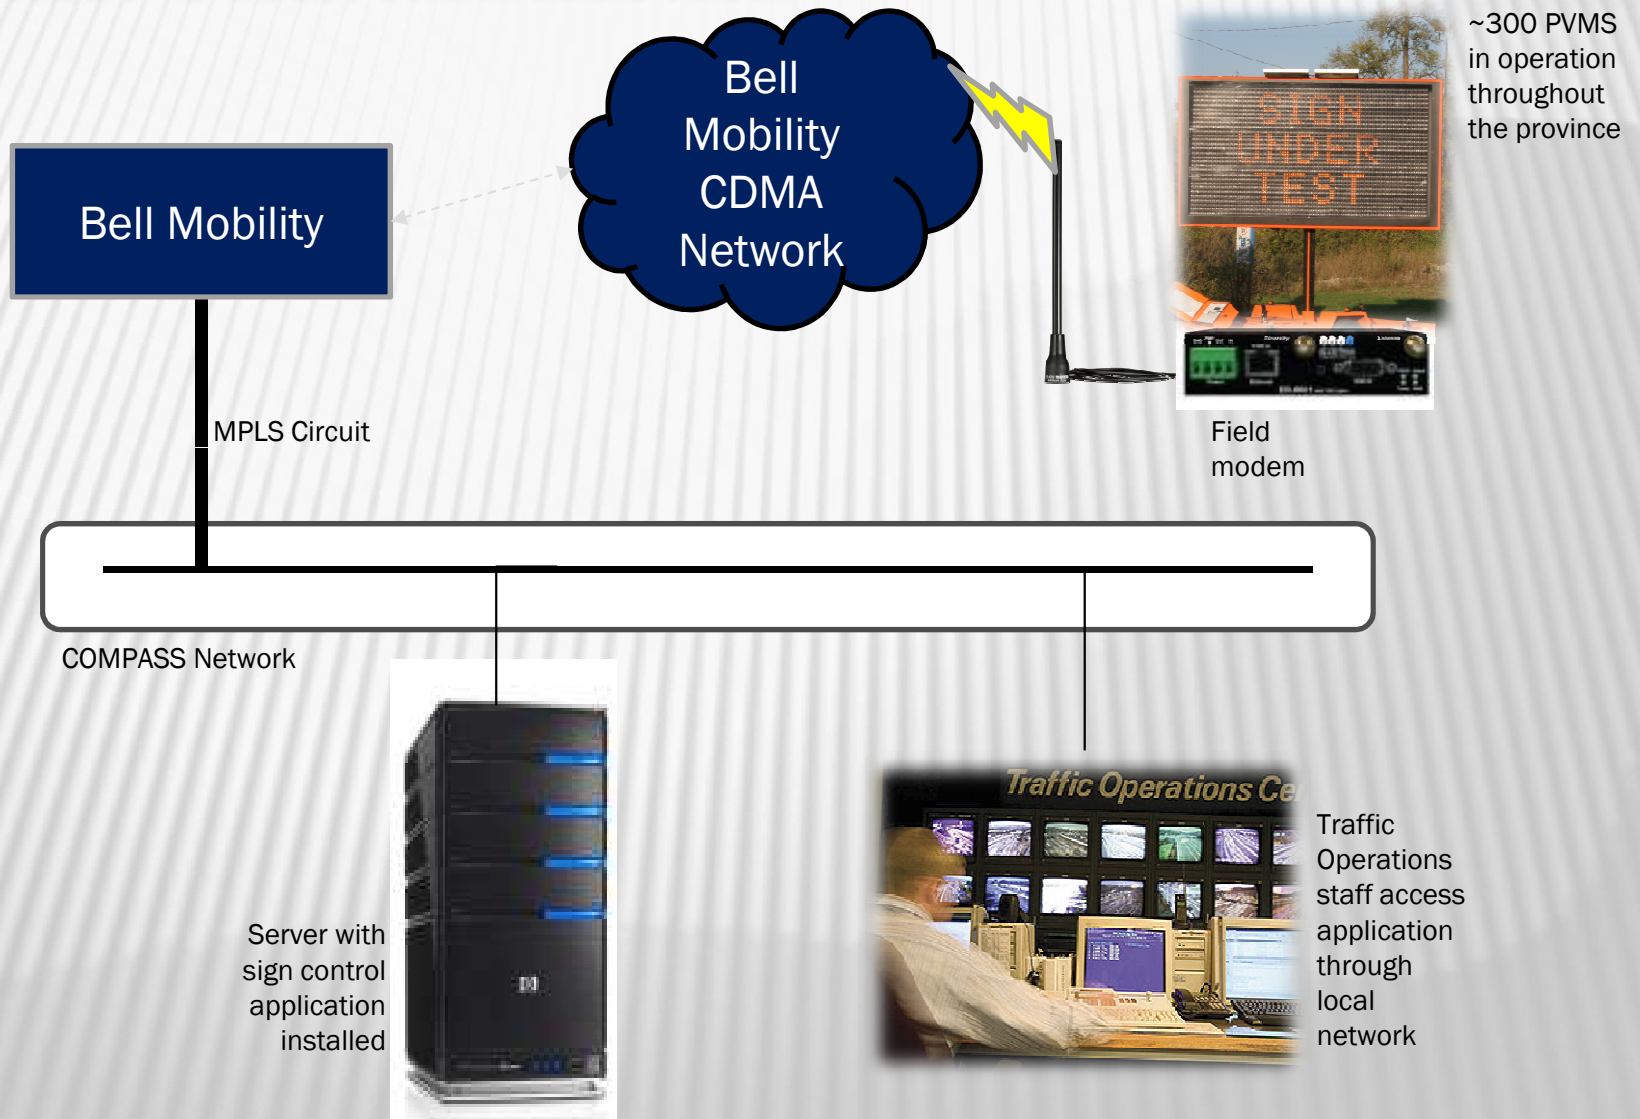 Bell
Mobility
CDMA
Network
Bell Mobility
~300 PVMS
in operation
throughout
the province
SIGN
UNDER
TEST
MPLS Circuit
Field
modem
COMPASS Network
Server with
sign control
application
installed
Traffic Operations Ce
Traffic
Operations
staff access
application
through
local
network